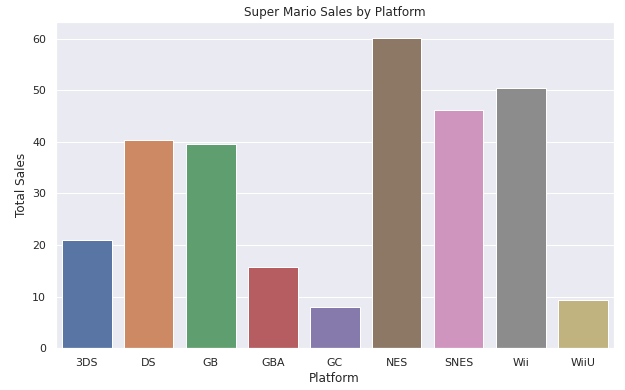 Super Mario Sales by Platform
Total Sales
60
50
40
30
20
10
0
3DS DS GB GBA GC NES SNES Wii WiiU
Platform